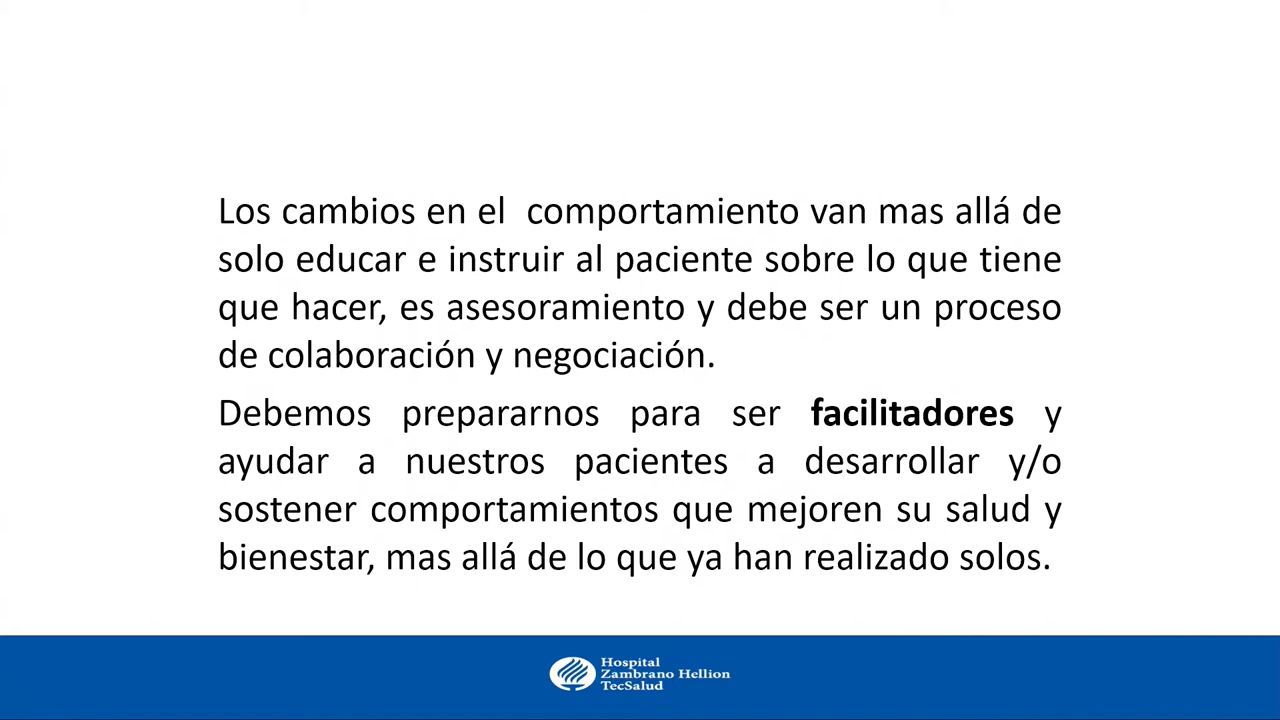 Los cambios en el  comportamiento van mas allá de
solo educar e instruir al paciente sobre lo que tiene
que hacer, es asesoramiento y debe ser un proceso
de colaboración y negociación.
Debemos prepararnos para ser facilitadores y
ayudar a nuestros pacientes a desarrollar y/o
sostener comportamientos que mejoren su salud y
bienestar, mas allá de lo que ya han realizado solos.
Hospital
Zambrano Hellion
TecSalud